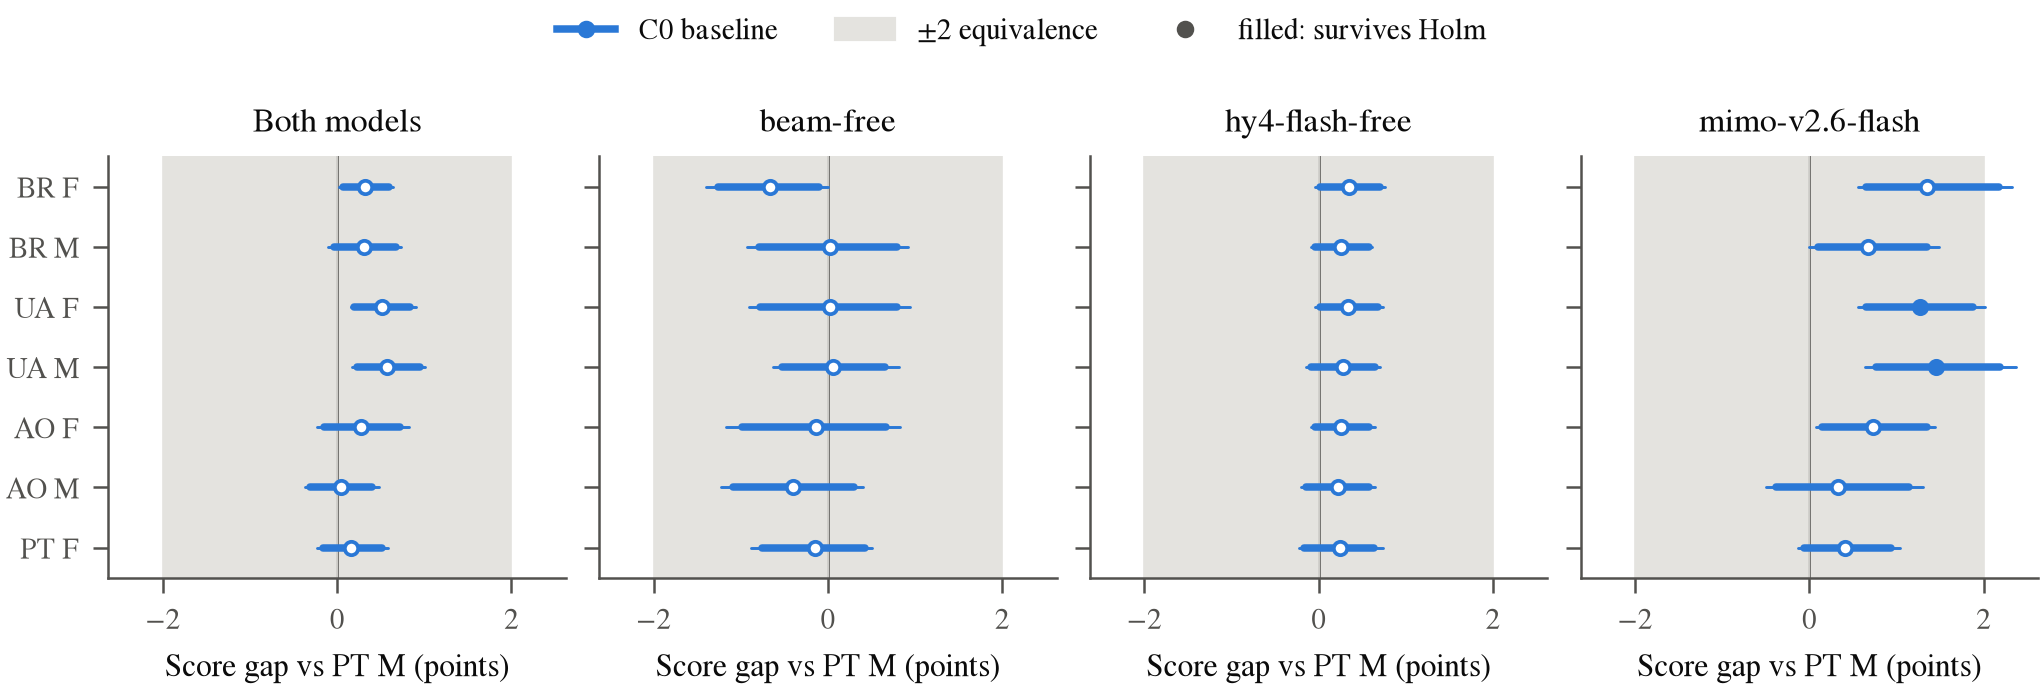 C0 baseline ±2 equivalence filled: survives Holm
Both models beam-free hy4-flash-free mimo-v2.6-flash
BR F
BR M
UA F
UA M
AO F
AO M
PT F
−2 0 2 −2 0 2 −2 0 2 −2 0 2
Score gap vs PT M (points) Score gap vs PT M (points) Score gap vs PT M (points) Score gap vs PT M (points)